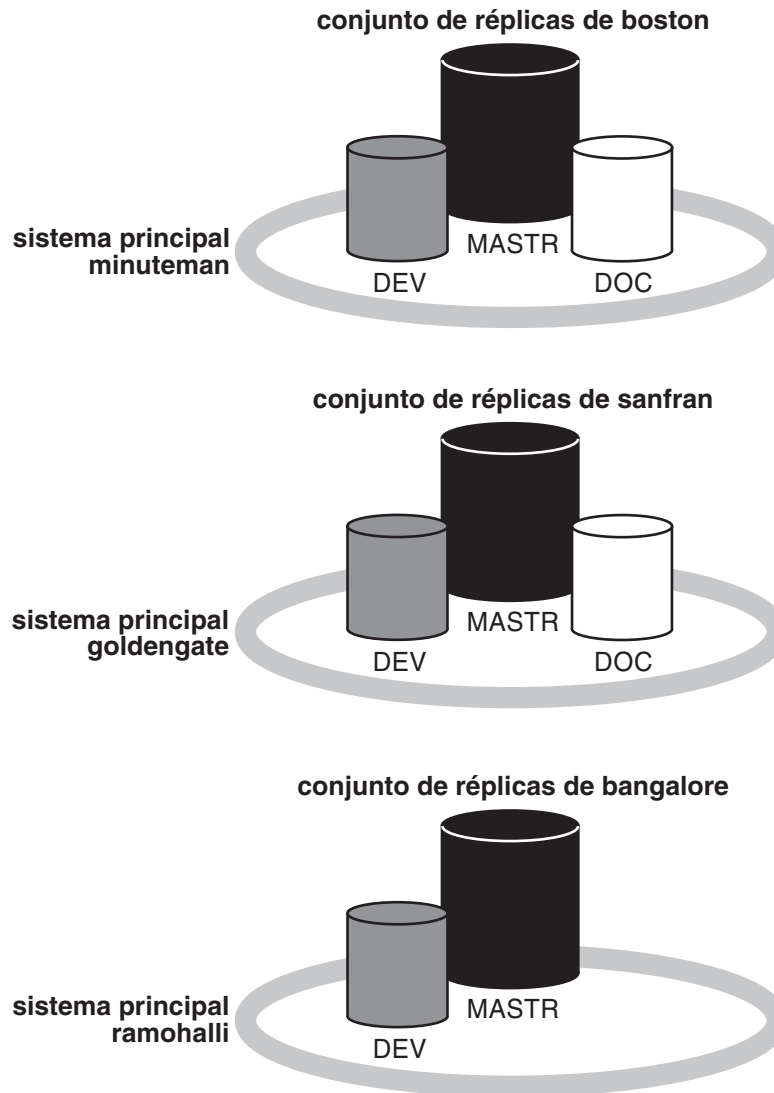 conjunto de réplicas de boston
sistema principal
minuteman
MASTR
DEV
DOC
conjunto de réplicas de sanfran
sistema principal
goldengate
MASTR
DEV
DOC
conjunto de réplicas de bangalore
sistema principal
ramohalli
MASTR
DEV